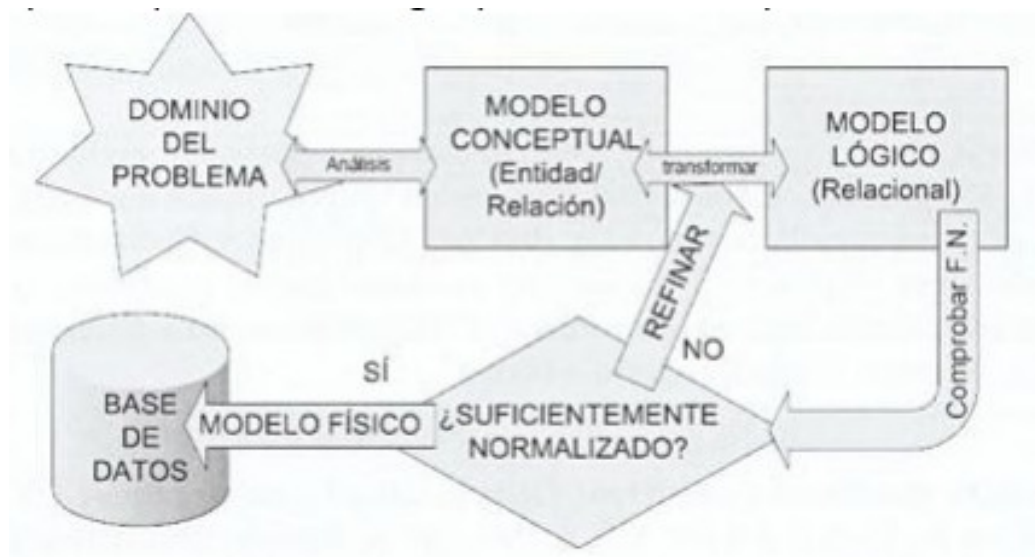 DOMINIO
DEL
PROBLEMA
Análisis
MODELO
CONCEPTUAL
(Entidad/
Relación)
transformar
MODELO
LÓGICO
(Relacional)
REFINAR
Comprobar F.N.
NO
SÍ
¿SUFICIENTEMENTE
NORMALIZADO?
MODELO FÍSICO
BASE
DE
DATOS